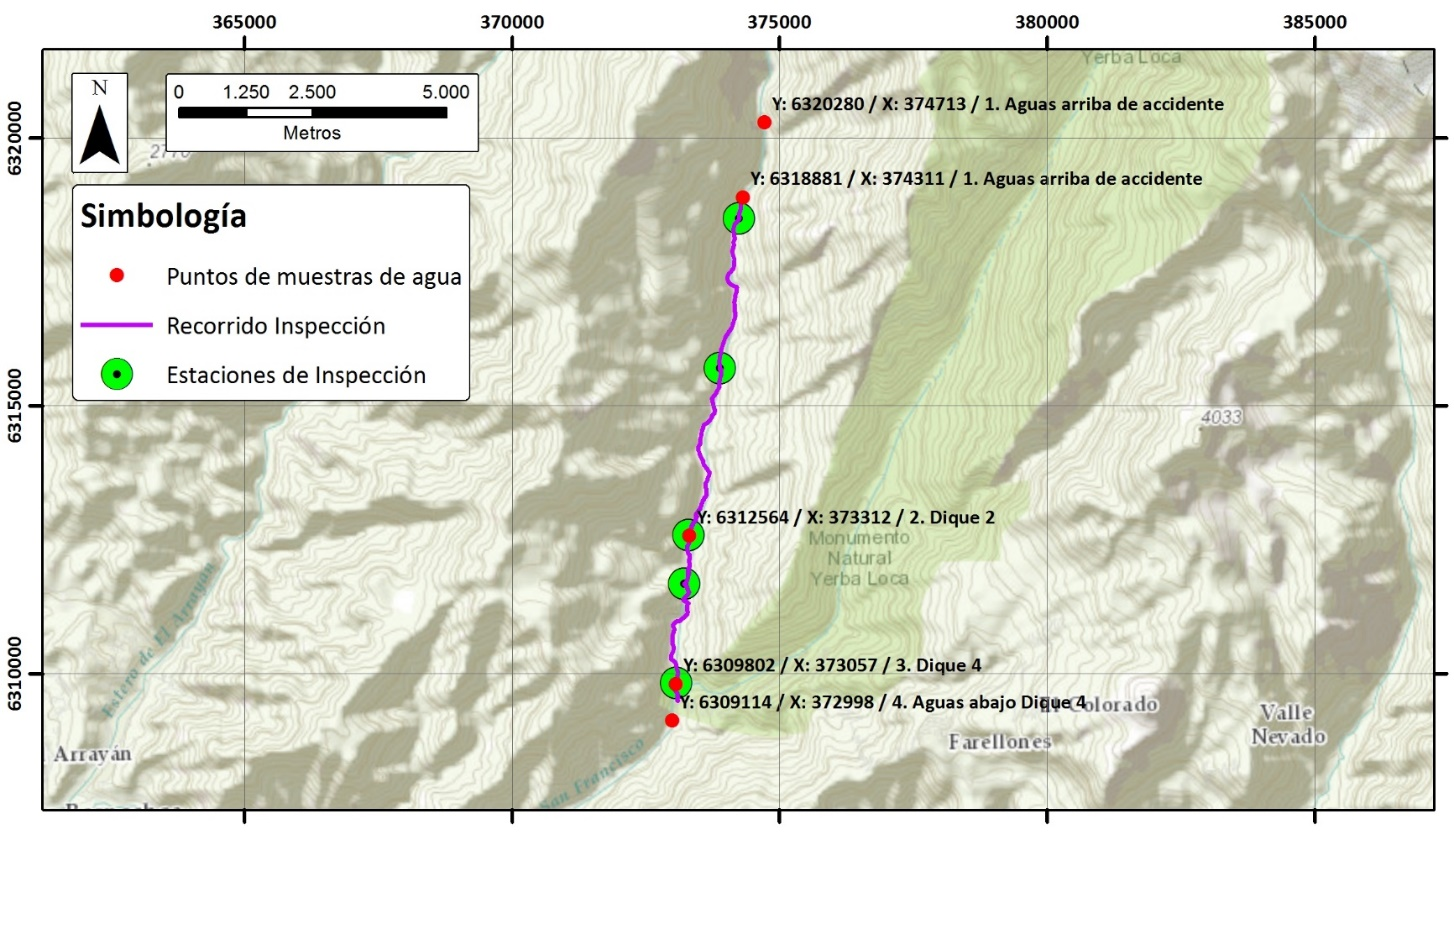 365000
370000
375000
380000
385000
Yerba Loca
N
0 1.250 2.500 5.000
Metros
Y: 6320280 / X: 374713 / 1. Aguas arriba de accidente
6320000
Y: 6318881 / X: 374311 / 1. Aguas arriba de accidente
Simbología
Puntos de muestras de agua
Recorrido Inspección
Estaciones de Inspección
6315000
4033
Y: 6312564 / X: 373312 / 2. Dique 2
Monumento
Natural
Yerba Loca
Estero de El Arrayán
6310000
Y: 6309802 / X: 373057 / 3. Dique 4
Y: 6309114 / X: 372998 / 4. Aguas abajo Dique 4
El Colorado
Valle
Nevado
Farellones
Arrayán
San Francisco